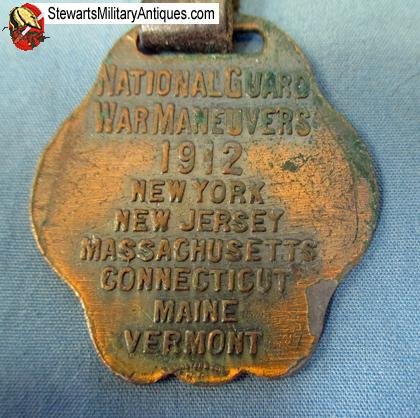 StewartsMilitaryAntiques.com
NATIONAL GUARD
WAR MANEUVERS
1912
NEW YORK
NEW JERSEY
MASSACHUSETTS
CONNECTICUT
MAINE
VERMONT